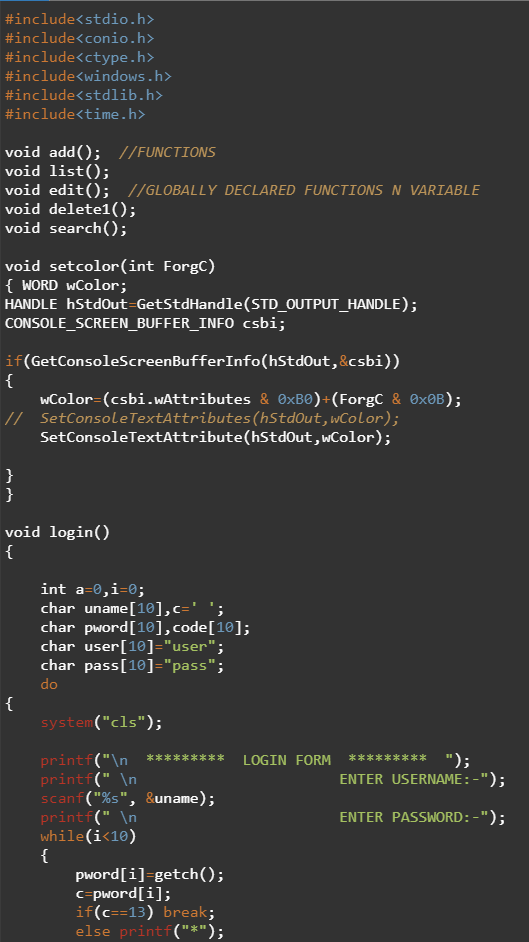 #include<stdio.h>
#include<conio.h>
#include<ctype.h>
#include<windows.h>
#include<stdlib.h>
#include<time.h>
void add();  //FUNCTIONS
void list();
void edit();  //GLOBALLY DECLARED FUNCTIONS N VARIABLE
void delete1();
void search();
void setcolor(int ForgC)
{ WORD wColor;
HANDLE hStdOut=GetStdHandle(STD_OUTPUT_HANDLE);
CONSOLE_SCREEN_BUFFER_INFO csbi;
if(GetConsoleScreenBufferInfo(hStdOut,&csbi))
{
    wColor=(csbi.wAttributes & 0xB0)+(ForgC & 0x0B);
//  SetConsoleTextAttributes(hStdOut,wColor);
    SetConsoleTextAttribute(hStdOut,wColor);
}
}
void login()
{
    int a=0,i=0;
    char uname[10],c=' ';
    char pword[10],code[10];
    char user[10]="user";
    char pass[10]="pass";
    do
{
    system("cls");
    printf("\n  *********  LOGIN FORM  *********  ");
    printf(" \n                       ENTER USERNAME:-");
    scanf("%s", &uname);
    printf(" \n                       ENTER PASSWORD:-");
    while(i<10)
    {
        pword[i]=getch();
        c=pword[i];
        if(c==13) break;
        else printf("*");